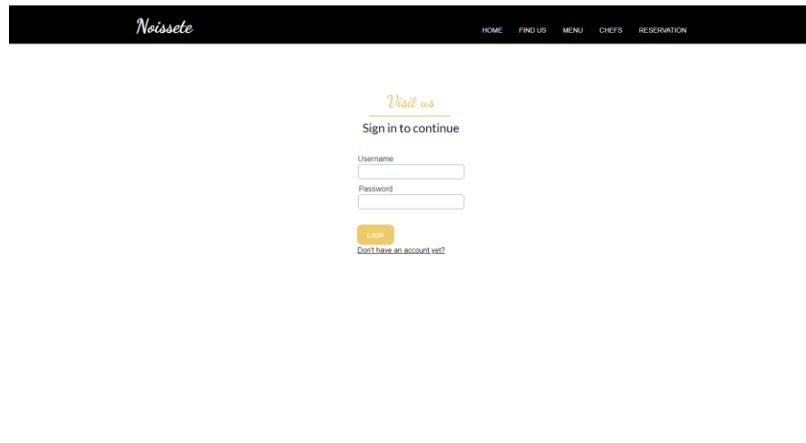 Noissete
HOME FIND US MENU CHEFS RESERVATION
Visit us
Sign in to continue
Username
Password
Login
Don't have an account yet?